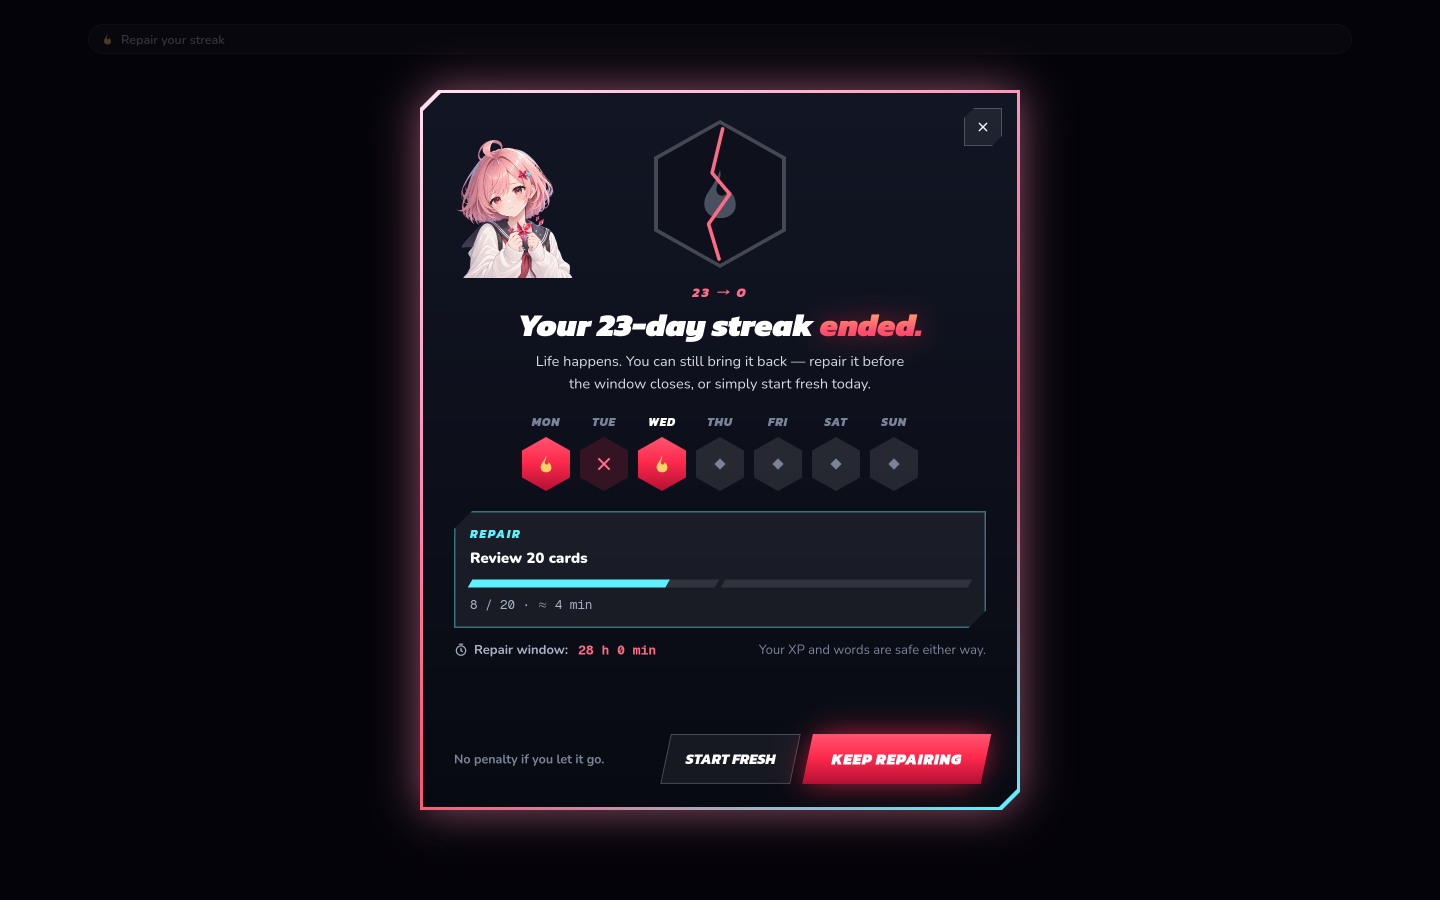 Repair your streak
23 → 0
Your 23-day streak ended.
Life happens. You can still bring it back — repair it before
the window closes, or simply start fresh today.
MON TUE WED THU FRI SAT SUN
REPAIR
Review 20 cards
8 / 20 · ≈ 4 min
Repair window: 28 h 0 min
Your XP and words are safe either way.
No penalty if you let it go.
START FRESH
KEEP REPAIRING